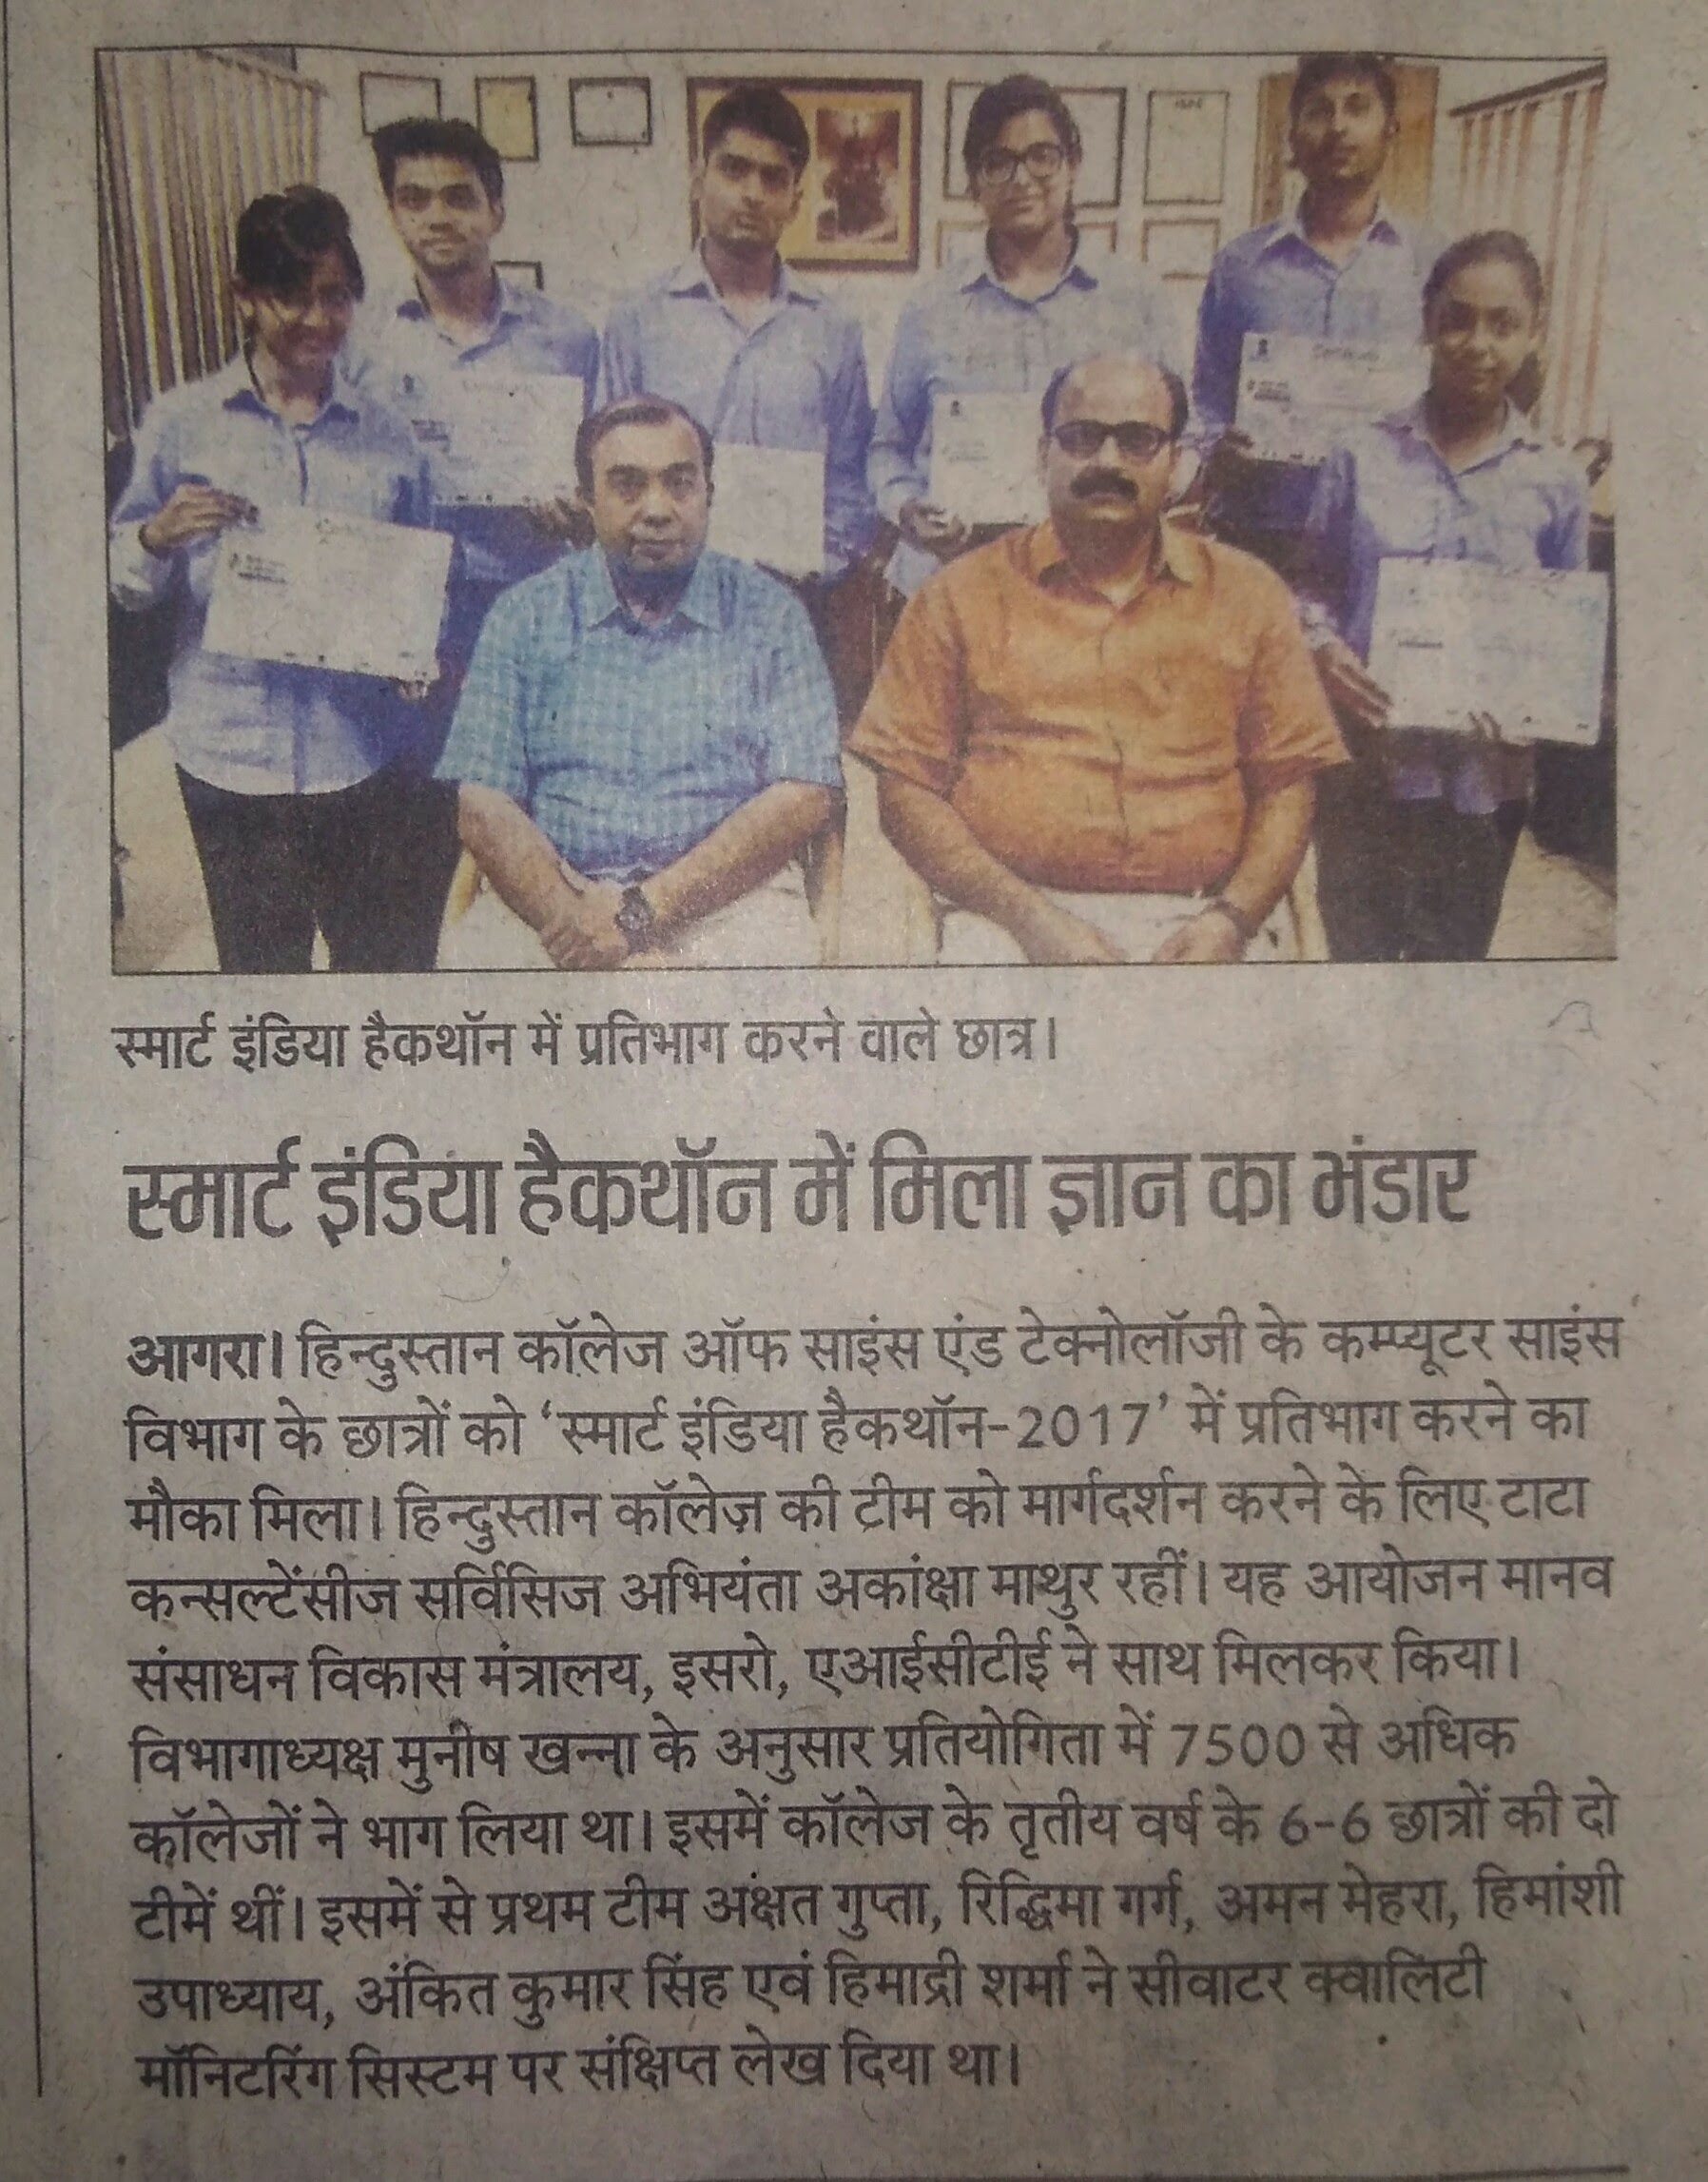 स्मार्ट इंडिया हैकथॉन में प्रतिभाग करने वाले छात्र।
स्मार्ट इंडिया हैकथॉन में मिला ज्ञान का भंडार
आगरा। हिन्दुस्तान कॉलेज ऑफ साइंस एंड टेक्नोलॉजी के कम्प्यूटर साइंस
विभाग के छात्रों को ‘स्मार्ट इंडिया हैकथॉन-2017’ में प्रतिभाग करने का
मौका मिला। हिन्दुस्तान कॉलेज़ की टीम को मार्गदर्शन करने के लिए टाटा
कन्सल्टेंसीज सर्विसिज अभियंता अकांक्षा माथुर रहीं। यह आयोजन मानव
संसाधन विकास मंत्रालय, इसरो, एआईसीटीई ने साथ मिलकर किया।
विभागाध्यक्ष मुनीष खन्ना के अनुसार प्रतियोगिता में 7500 से अधिक
कॉलेजों ने भाग लिया था। इसमें कॉलेज के तृतीय वर्ष के 6-6 छात्रों की दो
टीमें थीं। इसमें से प्रथम टीम अक्षत गुप्ता, रिद्धिमा गर्ग, अमन मेहरा, हिमांशी
उपाध्याय, अंकित कुमार सिंह एवं हिमाद्री शर्मा ने सीवाटर क्वालिटी
मॉनिटरिंग सिस्टम पर संक्षिप्त लेख दिया था।